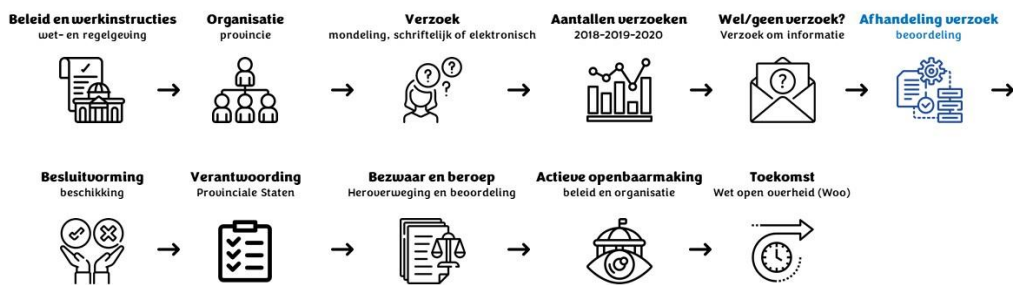 Beleid en werkinstructies
wet- en regelgeving
Organisatie
provincie
Verzoek
mondeling, schriftelijk of elektronisch
Aantallen verzoeken
2018-2019-2020
Wel/geen verzoek?
Verzoek om informatie
Afhandeling verzoek
beoordeling
Besluitvorming
beschikking
Verantwoording
Provinciale Staten
Bezwaar en beroep
Heroverweging en beoordeling
Actieve openbaarmaking
beleid en organisatie
Toekomst
Wet open overheid (Woo)